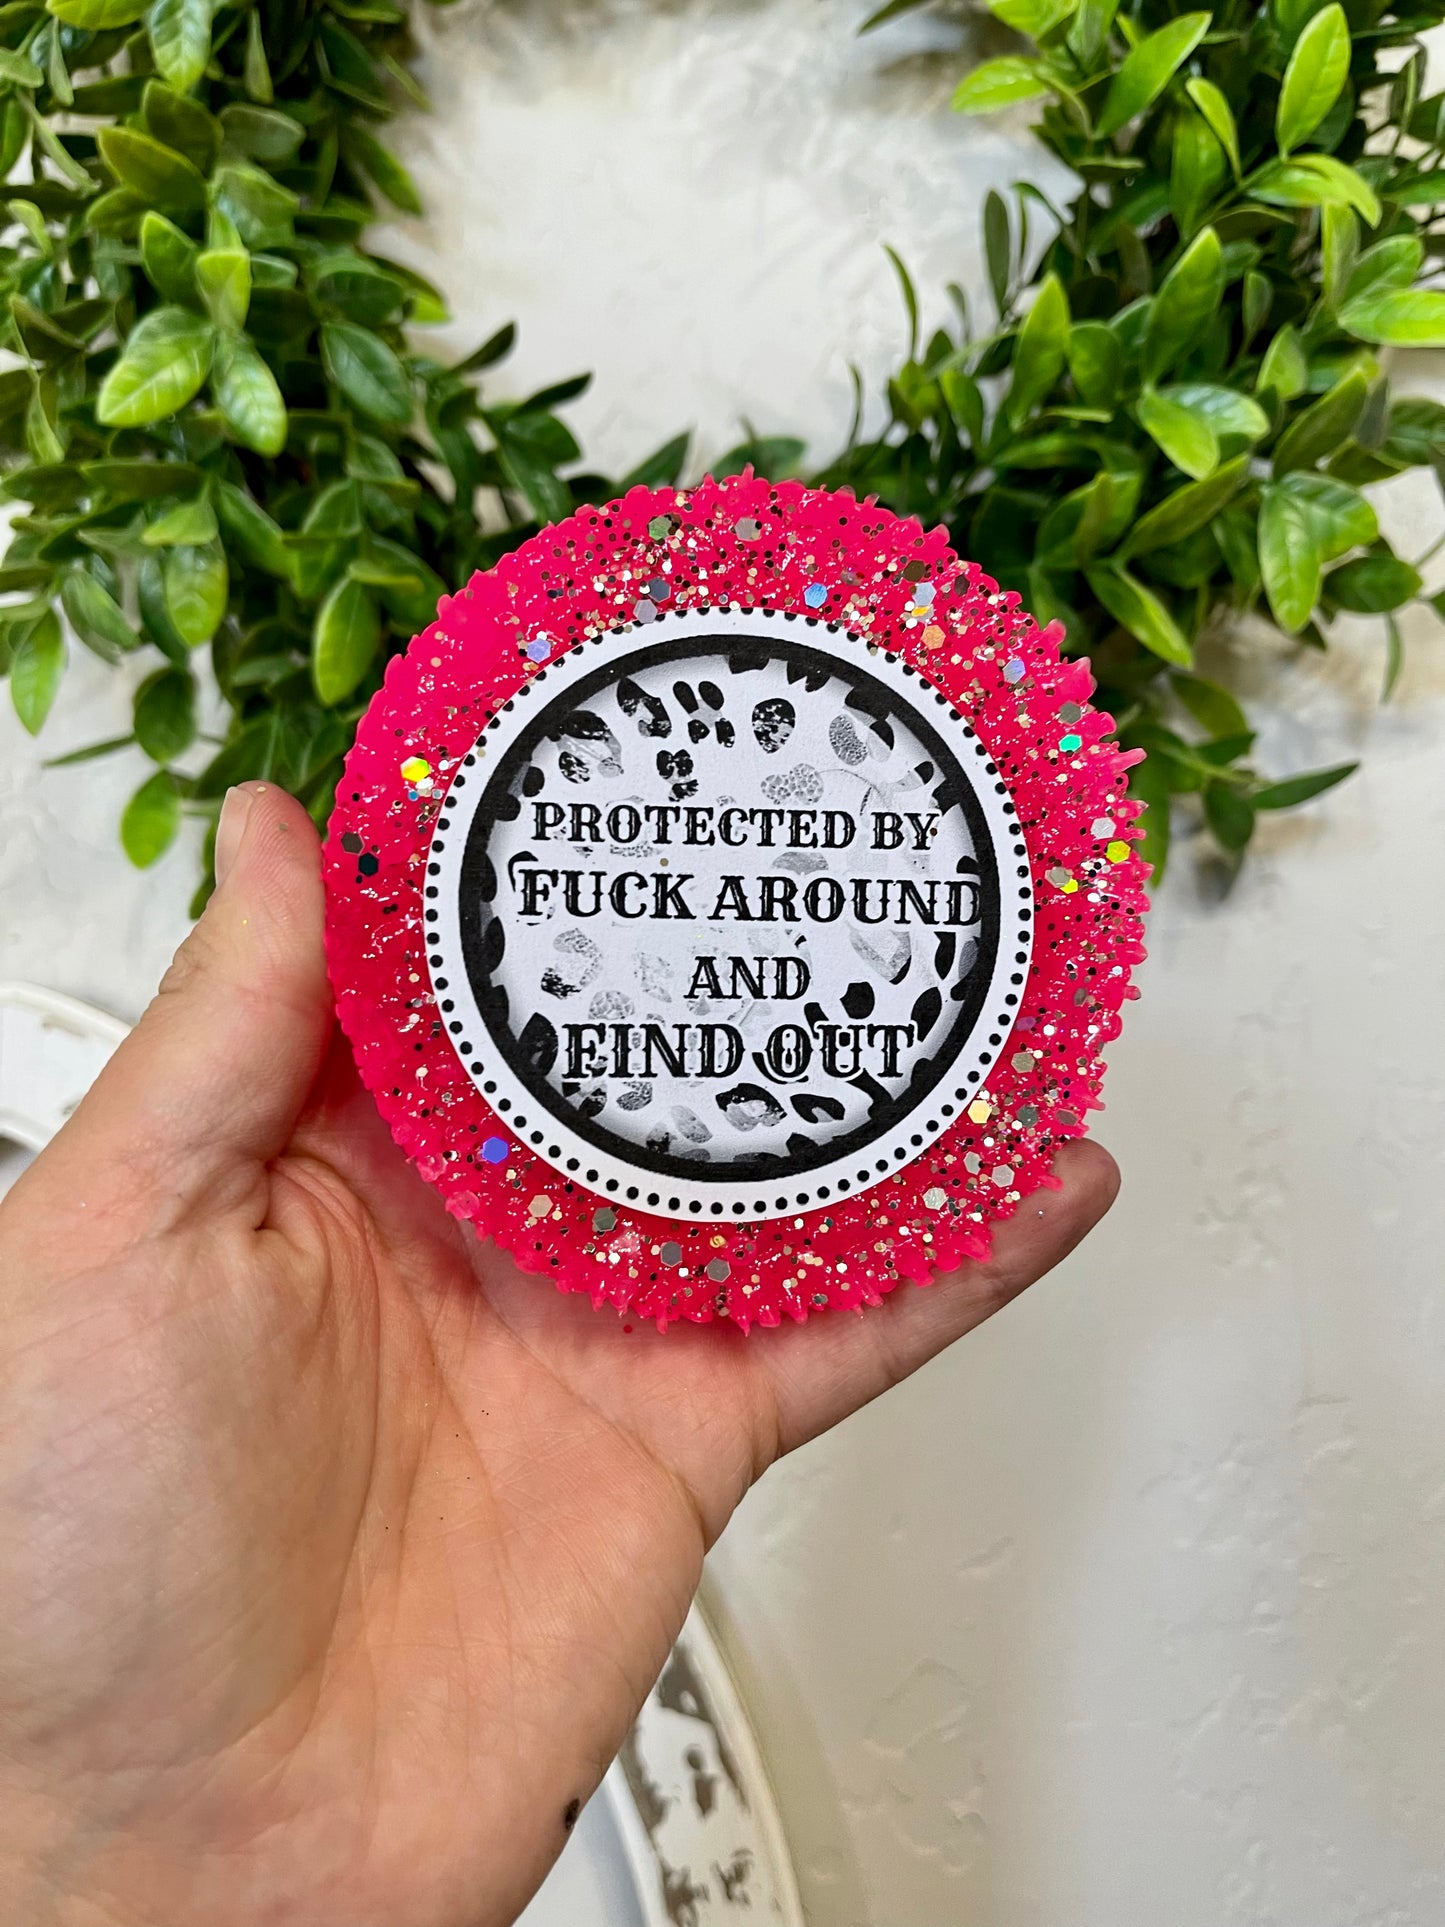 PROTECTED BY
FUCK AROUND
AND
FIND OUT